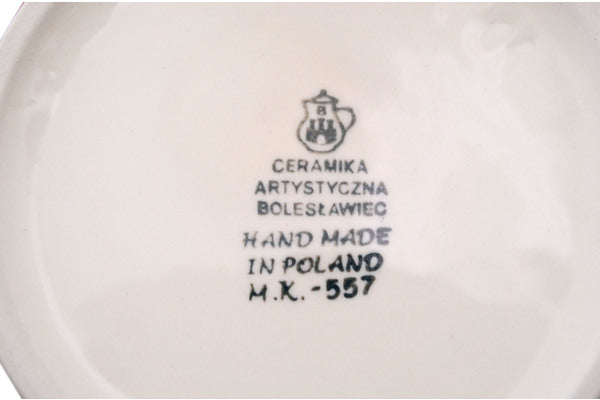 B
CERAMIKA
ARTYSTYCZNA
BOLESŁAWIEC
HAND MADE
IN POLAND
M.K.-557